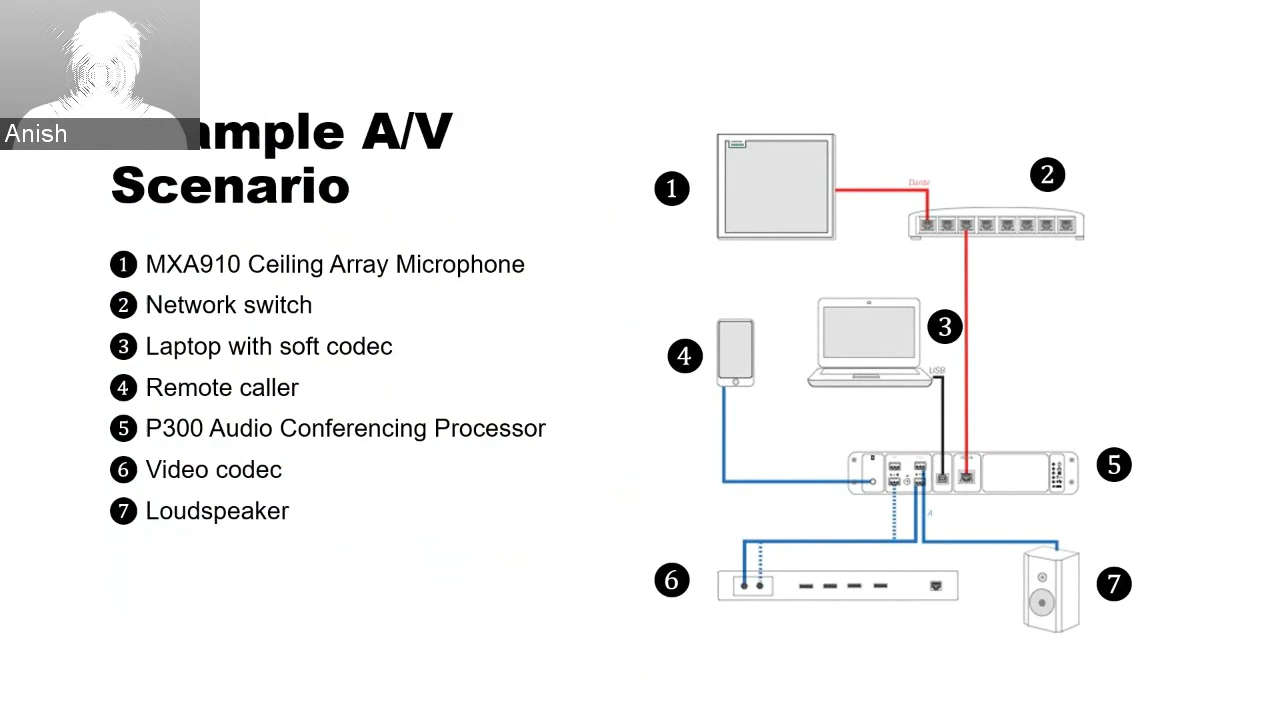 Anish
ample A/V
Scenario
1 MXA910 Ceiling Array Microphone
2 Network switch
3 Laptop with soft codec
4 Remote caller
5 P300 Audio Conferencing Processor
6 Video codec
7 Loudspeaker
1
Dante
2
3
4
USB
5
A
6
7